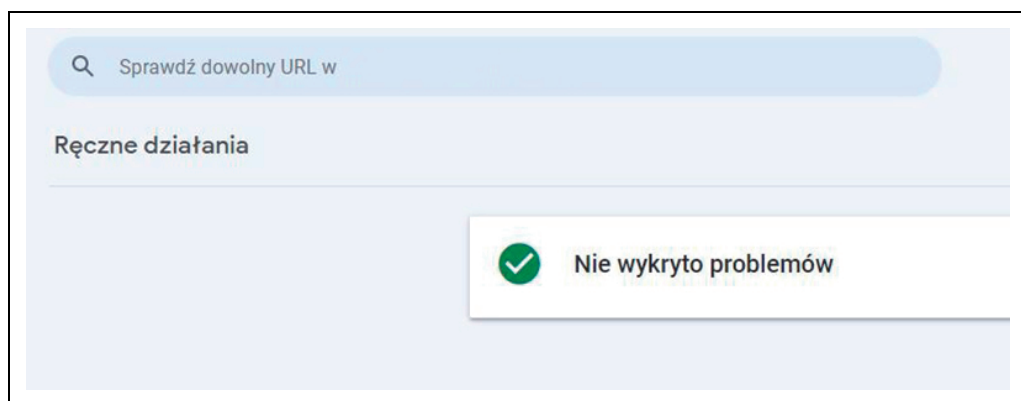 Sprawdź dowolny URL w
Ręczne działania
Nie wykryto problemów